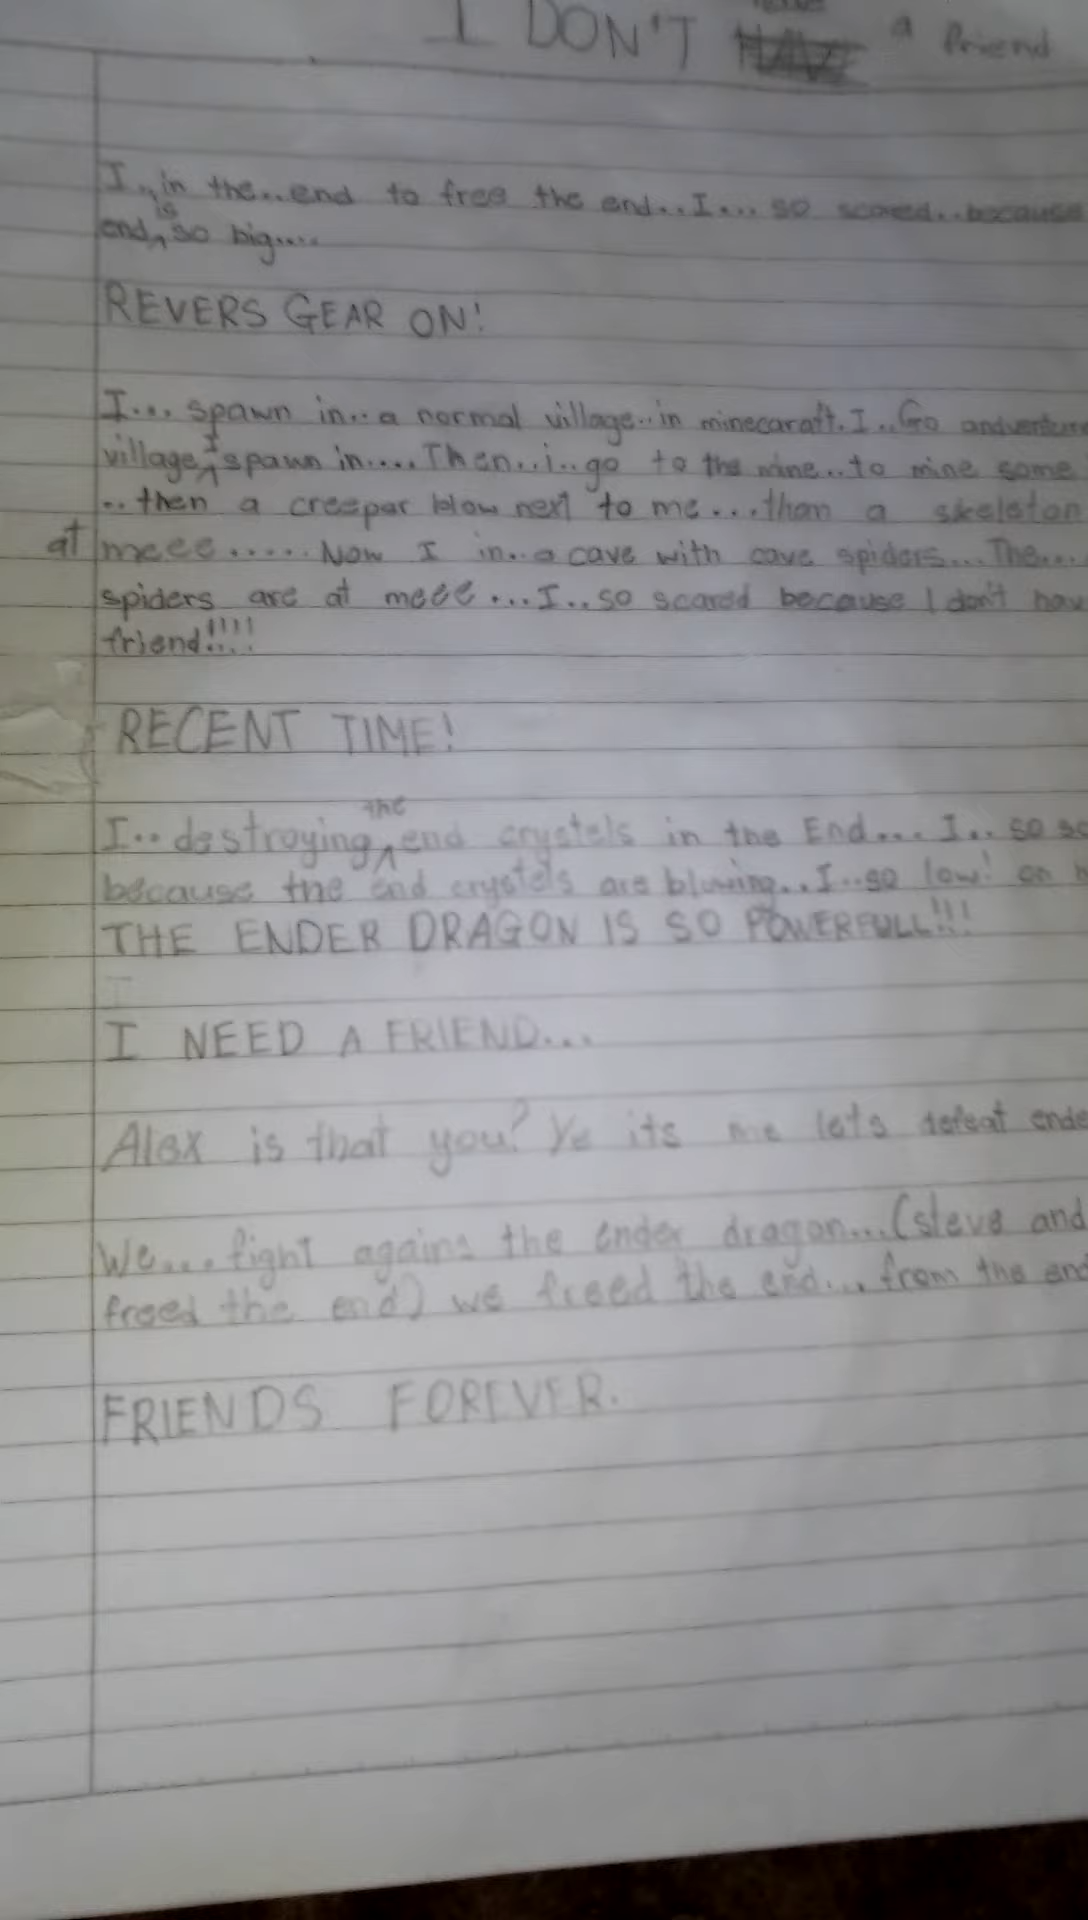 I DON'T have a friend
I.. in the..end to free the end..I... so scared..because
end, is so big....
REVERS GEAR ON!
I... spawn in.. a normal village..in minecaraft. I..Go andventure
village, I spawn in.... Then..i..go to the mine..to mine some
..then a creepar blow next to me...than a skeleton
at meee..... Now I in..a cave with cave spiders...The...
spiders are at meee...I..so scared because I don't hav
friend!!!!
RECENT TIME!
I.. destroying the end crystels in the End... I.. so sc
because the end crystels are blowing..I..so low! on
THE ENDER DRAGON IS SO POWERFULL!!!
I NEED A FRIEND...
Alex is that you? Ye its me lets defeat ende
We... fight agains the ender dragon...(steve and
freed the end) we freed the end... from the end
FRIENDS FOREVER.